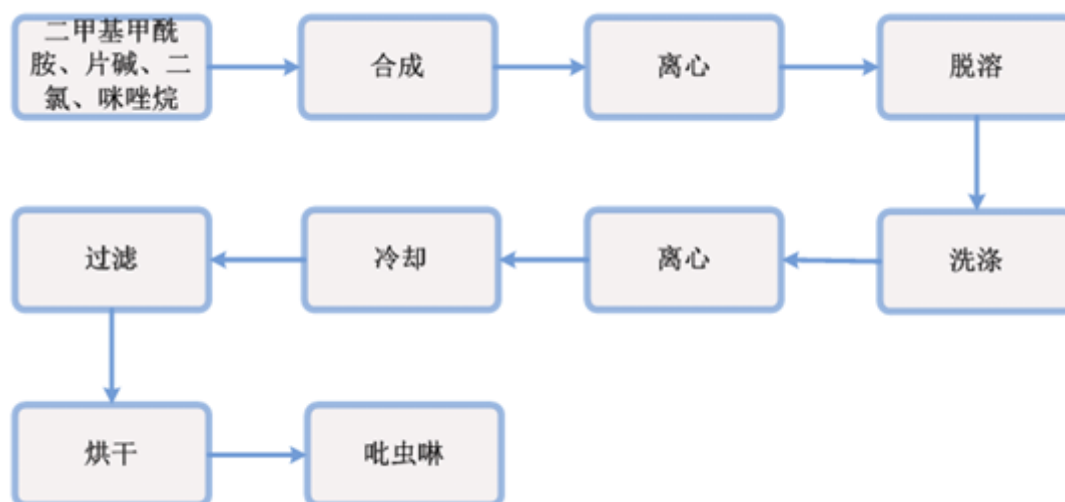 二甲基甲酰
胺、片碱、二
氯、咪唑烷
合成
离心
脱溶
洗涤
离心
冷却
过滤
烘干
吡虫啉